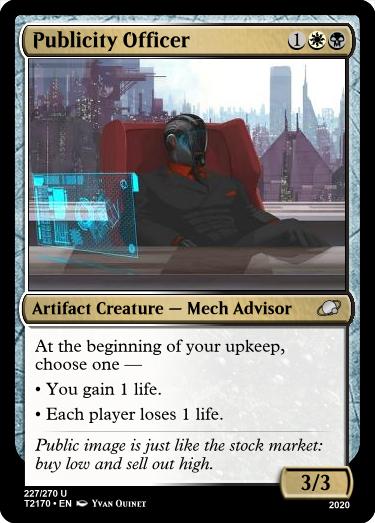 Publicity Officer 1
Artifact Creature — Mech Advisor
At the beginning of your upkeep,
choose one —
• You gain 1 life.
• Each player loses 1 life.
Public image is just like the stock market:
buy low and sell out high.
3/3
227/270 U
T2170 • EN Yvan Quinet
2020